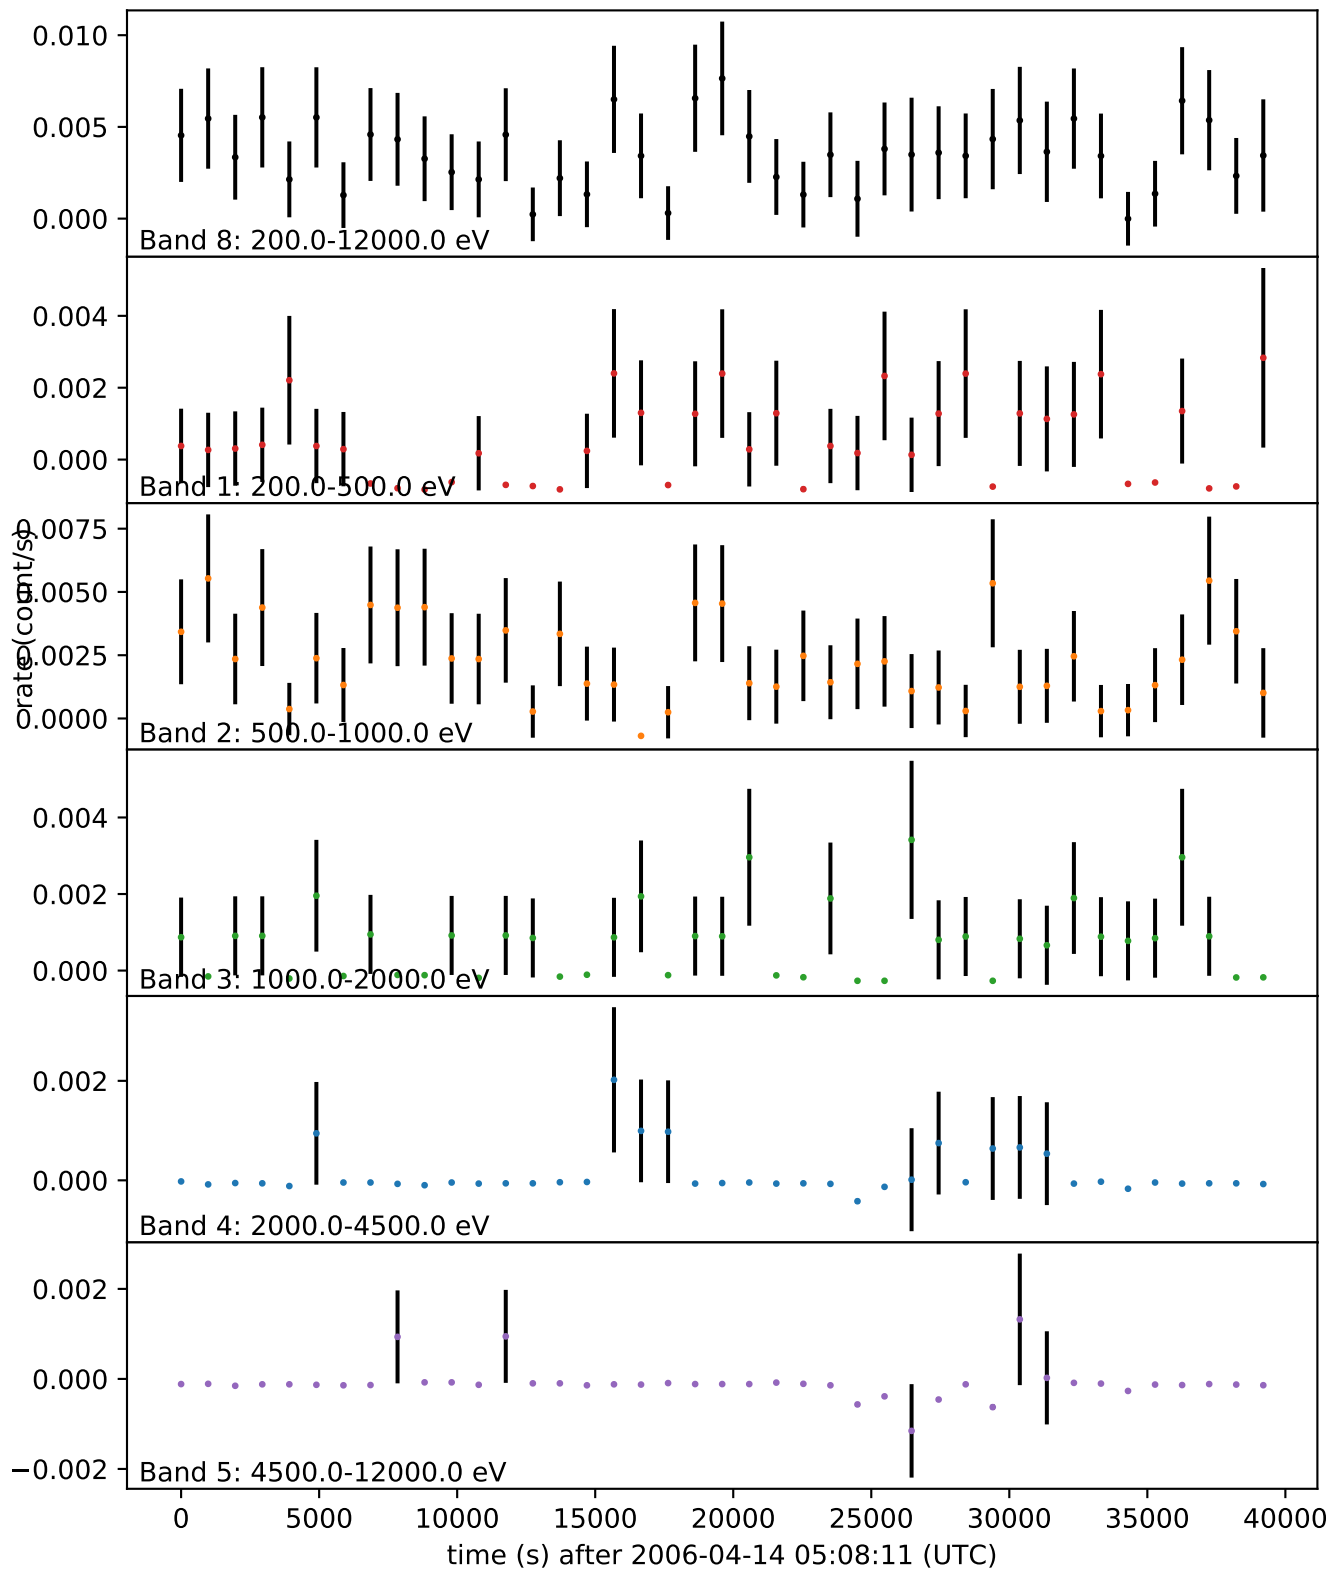 0.010
0.005
0.000
Band 8: 200.0-12000.0 eV
0.004
0.002
0.000
Band 1: 200.0-500.0 eV
crate (count/s)
0.0075
0.0050
0.0025
0.0000
Band 2: 500.0-1000.0 eV
0.004
0.002
0.000
Band 3: 1000.0-2000.0 eV
0.002
0.000
Band 4: 2000.0-4500.0 eV
0.002
0.000
−0.002
Band 5: 4500.0-12000.0 eV
0 5000 10000 15000 20000 25000 30000 35000 40000
time (s) after 2006-04-14 05:08:11 (UTC)